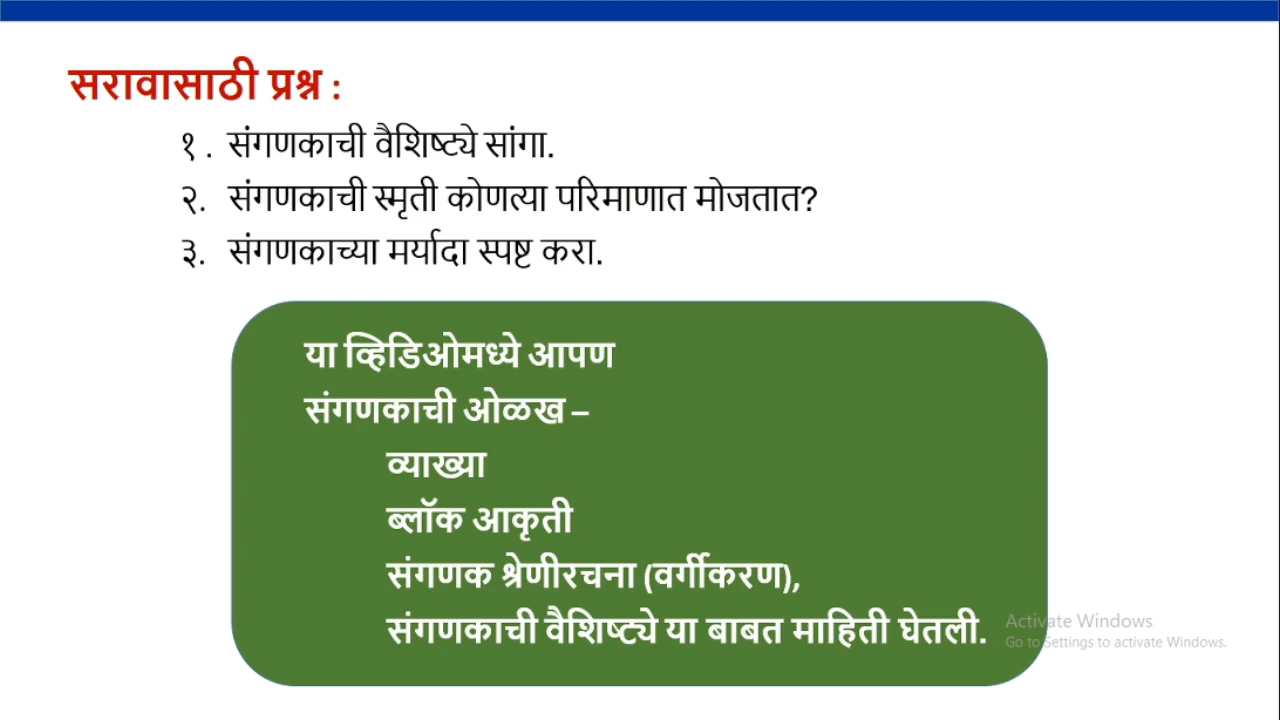 सरावासाठी प्रश्न :
१ . संगणकाची वैशिष्ट्ये सांगा.
२. संगणकाची स्मृती कोणत्या परिमाणात मोजतात?
३. संगणकाच्या मर्यादा स्पष्ट करा.
या व्हिडिओमध्ये आपण
संगणकाची ओळख –
व्याख्या
ब्लॉक आकृती
संगणक श्रेणीरचना (वर्गीकरण),
संगणकाची वैशिष्ट्ये या बाबत माहिती घेतली.
Activate Windows
Go to Settings to activate Windows.